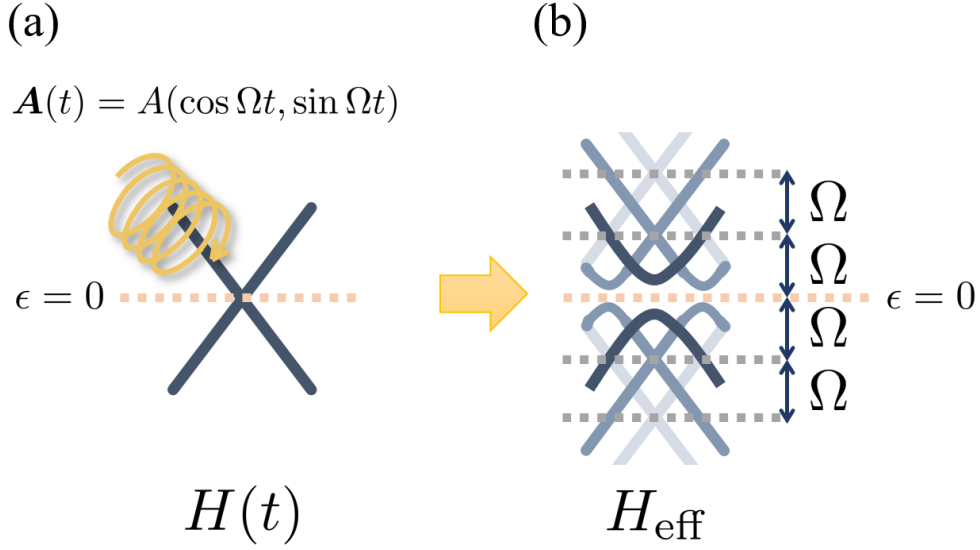 (a)
(b)
A(t) = A(cos Ωt, sin Ωt)
ϵ = 0
Ω
Ω
Ω
Ω
ϵ = 0
H(t)
H_eff